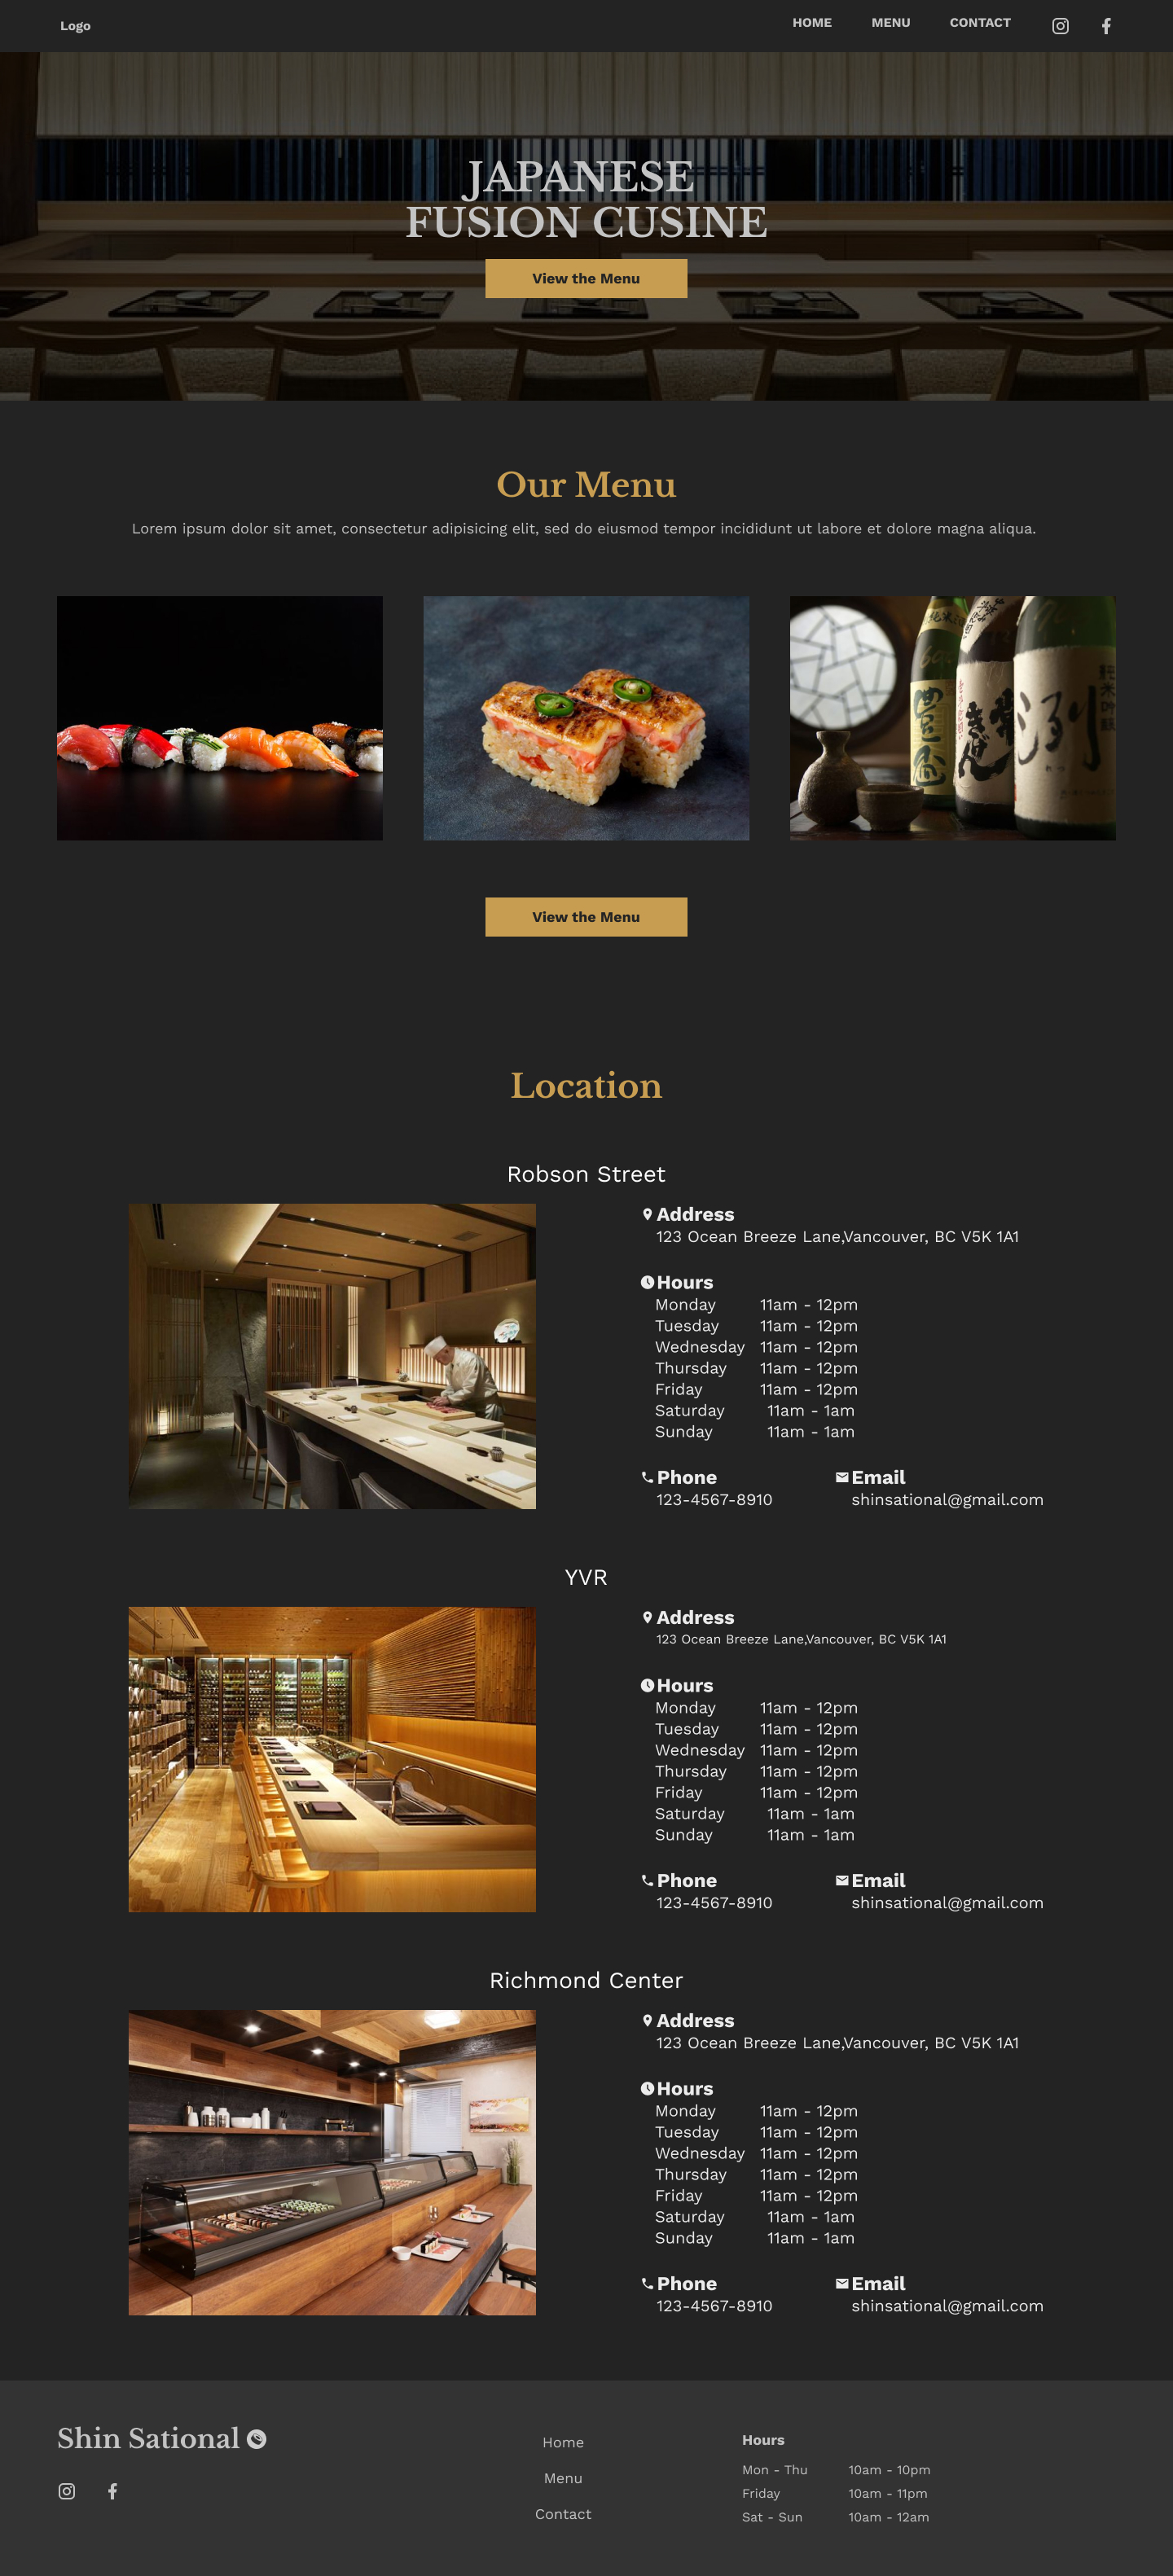 Logo
HOME MENU CONTACT
JAPANESE
FUSION CUSINE
View the Menu
Our Menu
Lorem ipsum dolor sit amet, consectetur adipisicing elit, sed do eiusmod tempor incididunt ut labore et dolore magna aliqua.
View the Menu
Location
Robson Street
Address
123 Ocean Breeze Lane,Vancouver, BC V5K 1A1
Hours
Monday 11am - 12pm
Tuesday 11am - 12pm
Wednesday 11am - 12pm
Thursday 11am - 12pm
Friday 11am - 12pm
Saturday 11am - 1am
Sunday 11am - 1am
Phone Email
123-4567-8910 shinsational@gmail.com
YVR
Address
123 Ocean Breeze Lane,Vancouver, BC V5K 1A1
Hours
Monday 11am - 12pm
Tuesday 11am - 12pm
Wednesday 11am - 12pm
Thursday 11am - 12pm
Friday 11am - 12pm
Saturday 11am - 1am
Sunday 11am - 1am
Phone Email
123-4567-8910 shinsational@gmail.com
Richmond Center
Address
123 Ocean Breeze Lane,Vancouver, BC V5K 1A1
Hours
Monday 11am - 12pm
Tuesday 11am - 12pm
Wednesday 11am - 12pm
Thursday 11am - 12pm
Friday 11am - 12pm
Saturday 11am - 1am
Sunday 11am - 1am
Phone Email
123-4567-8910 shinsational@gmail.com
Shin Sational
Home
Menu
Contact
Hours
Mon - Thu 10am - 10pm
Friday 10am - 11pm
Sat - Sun 10am - 12am